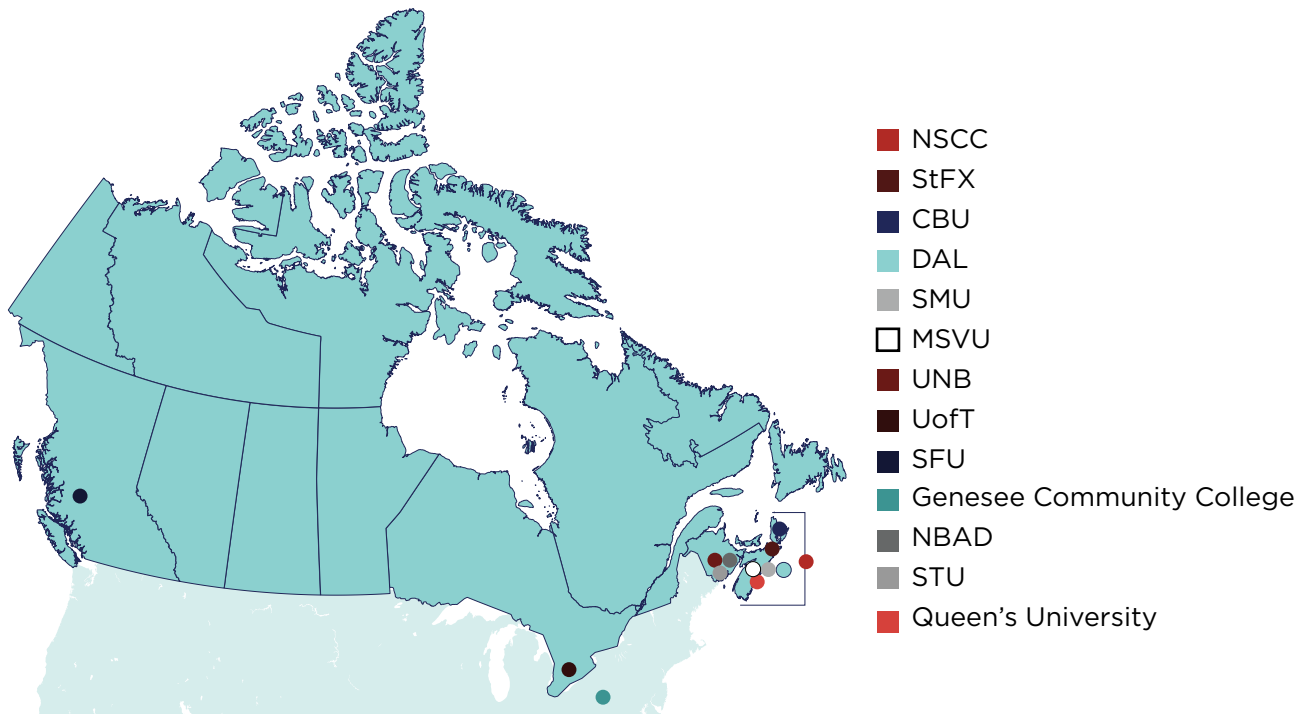 NSCC
StFX
CBU
DAL
SMU
MSVU
UNB
UofT
SFU
Genesee Community College
NBAD
STU
Queen’s University